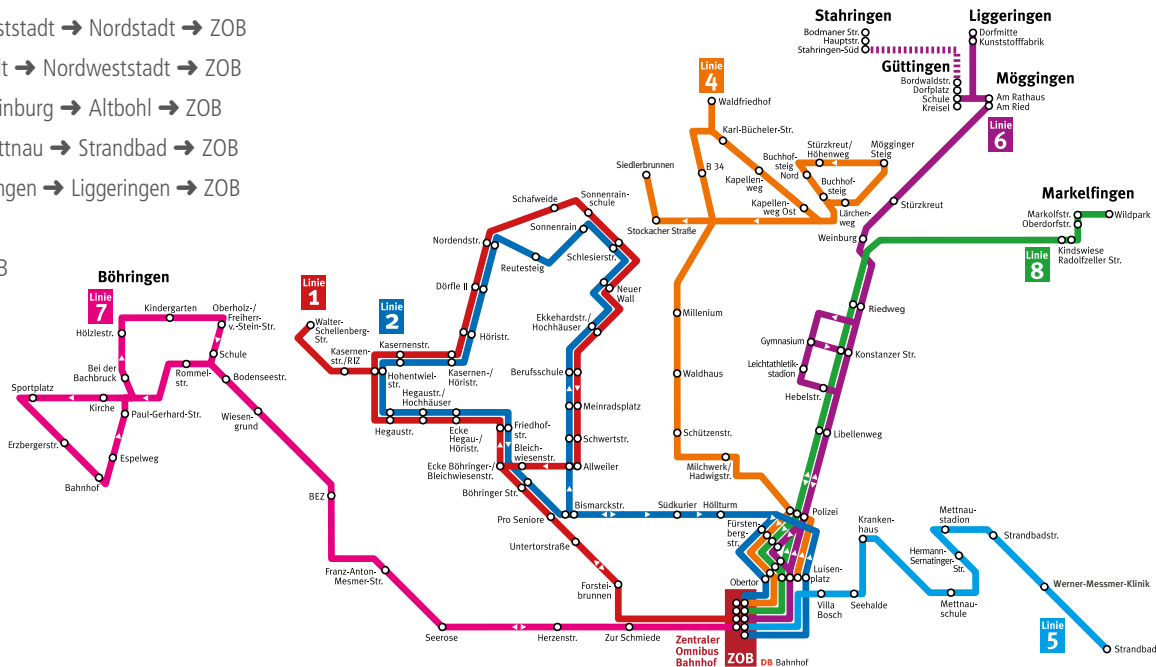 ststadt ➜ Nordstadt ➜ ZOB
lt ➜ Nordweststadt ➜ ZOB
inburg ➜ Altbohl ➜ ZOB
ttnau ➜ Strandbad ➜ ZOB
ngen ➜ Liggeringen ➜ ZOB
B
Stahringen
Bodmaner Str.
Hauptstr.
Stahringen-Süd
Liggeringen
Dorfmitte
Kunststofffabrik
Güttingen
Bordwaldstr.
Dorfplatz
Schule
Kreisel
Möggingen
Am Rathaus
Am Ried
Linie
6
Stürzkreut
Weinburg
Linie
4
Waldfriedhof
Karl-Bücheler-Str.
B 34
Kapellen-
weg
Kapellen-
weg Ost
Buchhof-
steig
Nord
Stürzkreut/
Höhenweg
Mögginger
Steig
Buchhof-
steig
Lärchen-
weg
Siedlerbrunnen
Stockacher Straße
Millenium
Waldhaus
Schützenstr.
Milchwerk/
Hadwigstr.
Markelfingen
Markolfstr.
Oberdorfstr.
Wildpark
Kindswiese
Radolfzeller Str.
Linie
8
Riedweg
Gymnasium
Konstanzer Str.
Leichtathletik-
stadion
Hebelstr.
Libellenweg
Polizei
Schafweide
Sonnenrain-
schule
Sonnenrain
Nordendstr.
Reutesteig
Schlesierstr.
Dörfle II
Neuer
Wall
Höristr.
Ekkehardstr./
Hochhäuser
Linie
1
Walter-
Schellenberg-
Str.
Kasernen-
str./RIZ
Linie
2
Kasernenstr.
Kasernen-/
Höristr.
Hohentwiel-
str.
Hegaustr./
Hochhäuser
Hegaustr.
Ecke
Hegau-/
Höristr.
Friedhof-
str.
Bleich-
wiesenstr.
Ecke Böhringer-/
Bleichwiesenstr.
Berufsschule
Meinradsplatz
Schwertstr.
Allweiler
Böhringer Str.
Bismarckstr.
Südkurier
Höllturm
Pro Seniore
Untertorstraße
Forstei-
brunnen
Böhringen
Linie
7
Kindergarten
Oberholz-/
Freiherr-
v.-Stein-Str.
Hölzlestr.
Schule
Bei der
Bachbruck
Rommel-
str.
Bodenseestr.
Sportplatz
Kirche
Paul-Gerhard-Str.
Wiesen-
grund
Erzbergerstr.
Espelweg
Bahnhof
BEZ
Franz-Anton-
Mesmer-Str.
Seerose
Herzenstr.
Zur Schmiede
Fürsten-
berg-
str.
Obertor
Luisen-
platz
Zentraler
Omnibus
Bahnhof
ZOB
DB Bahnhof
Villa
Bosch
Seehalde
Kranken-
haus
Mettnau-
stadion
Hermann-
Sernatinger-
Str.
Mettnau-
schule
Strandbadstr.
Werner-Messmer-Klinik
Linie
5
Strandbad